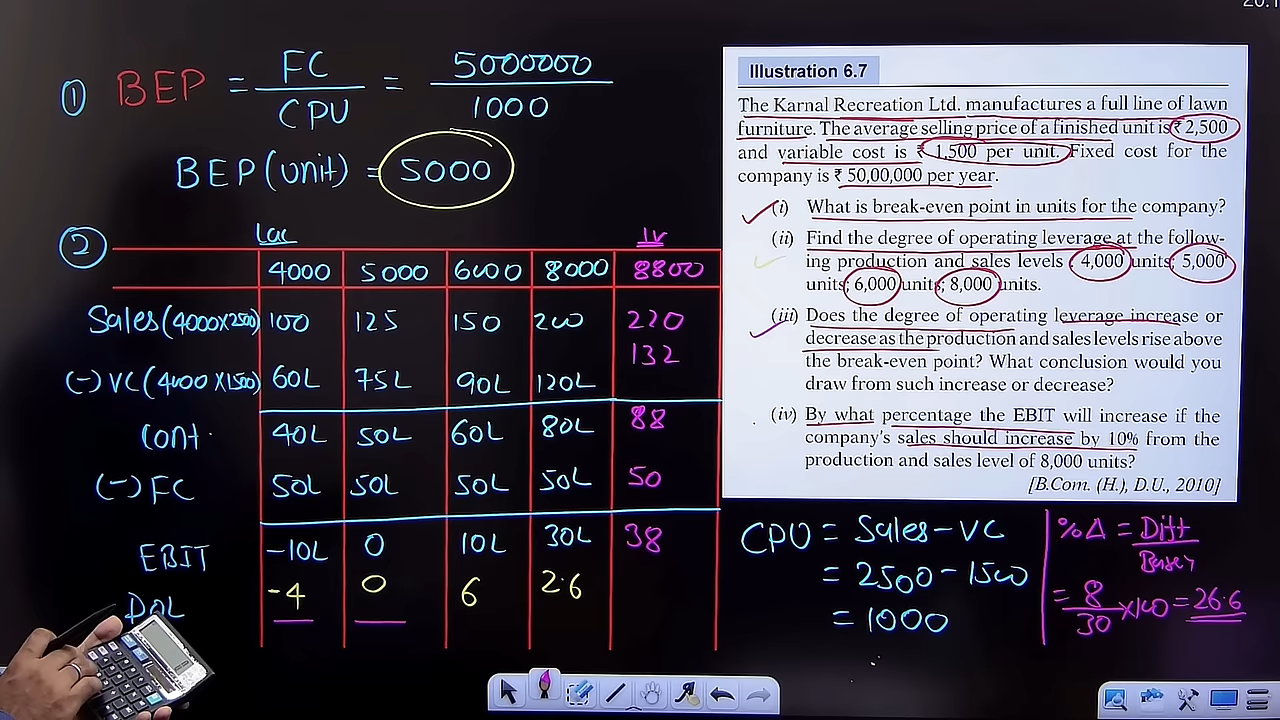 ① BEP = FC / CPU = 5000000 / 1000
BEP (unit) = 5000
② Lac IV
4000 5000 6000 8000 8800
Sales (4000×2500) 100 125 150 200 220
(-) VC (4000×1500) 60L 75L 90L 120L 132
Cont. 40L 50L 60L 80L 88
(-) FC 50L 50L 50L 50L 50
EBIT -10L 0 10L 30L 38
DOL -4 0 6 2.6
Illustration 6.7
The Karnal Recreation Ltd. manufactures a full line of lawn
furniture. The average selling price of a finished unit is ₹ 2,500
and variable cost is ₹ 1,500 per unit. Fixed cost for the
company is ₹ 50,00,000 per year.
(i) What is break-even point in units for the company?
(ii) Find the degree of operating leverage at the follow-
ing production and sales levels 4,000 units; 5,000
units; 6,000 units; 8,000 units.
(iii) Does the degree of operating leverage increase or
decrease as the production and sales levels rise above
the break-even point? What conclusion would you
draw from such increase or decrease?
(iv) By what percentage the EBIT will increase if the
company's sales should increase by 10% from the
production and sales level of 8,000 units?
[B.Com. (H.), D.U., 2010]
CPU = Sales - VC
= 2500 - 1500
= 1000
% Δ = Diff /
= 8 / 30 × 100 = 26.6